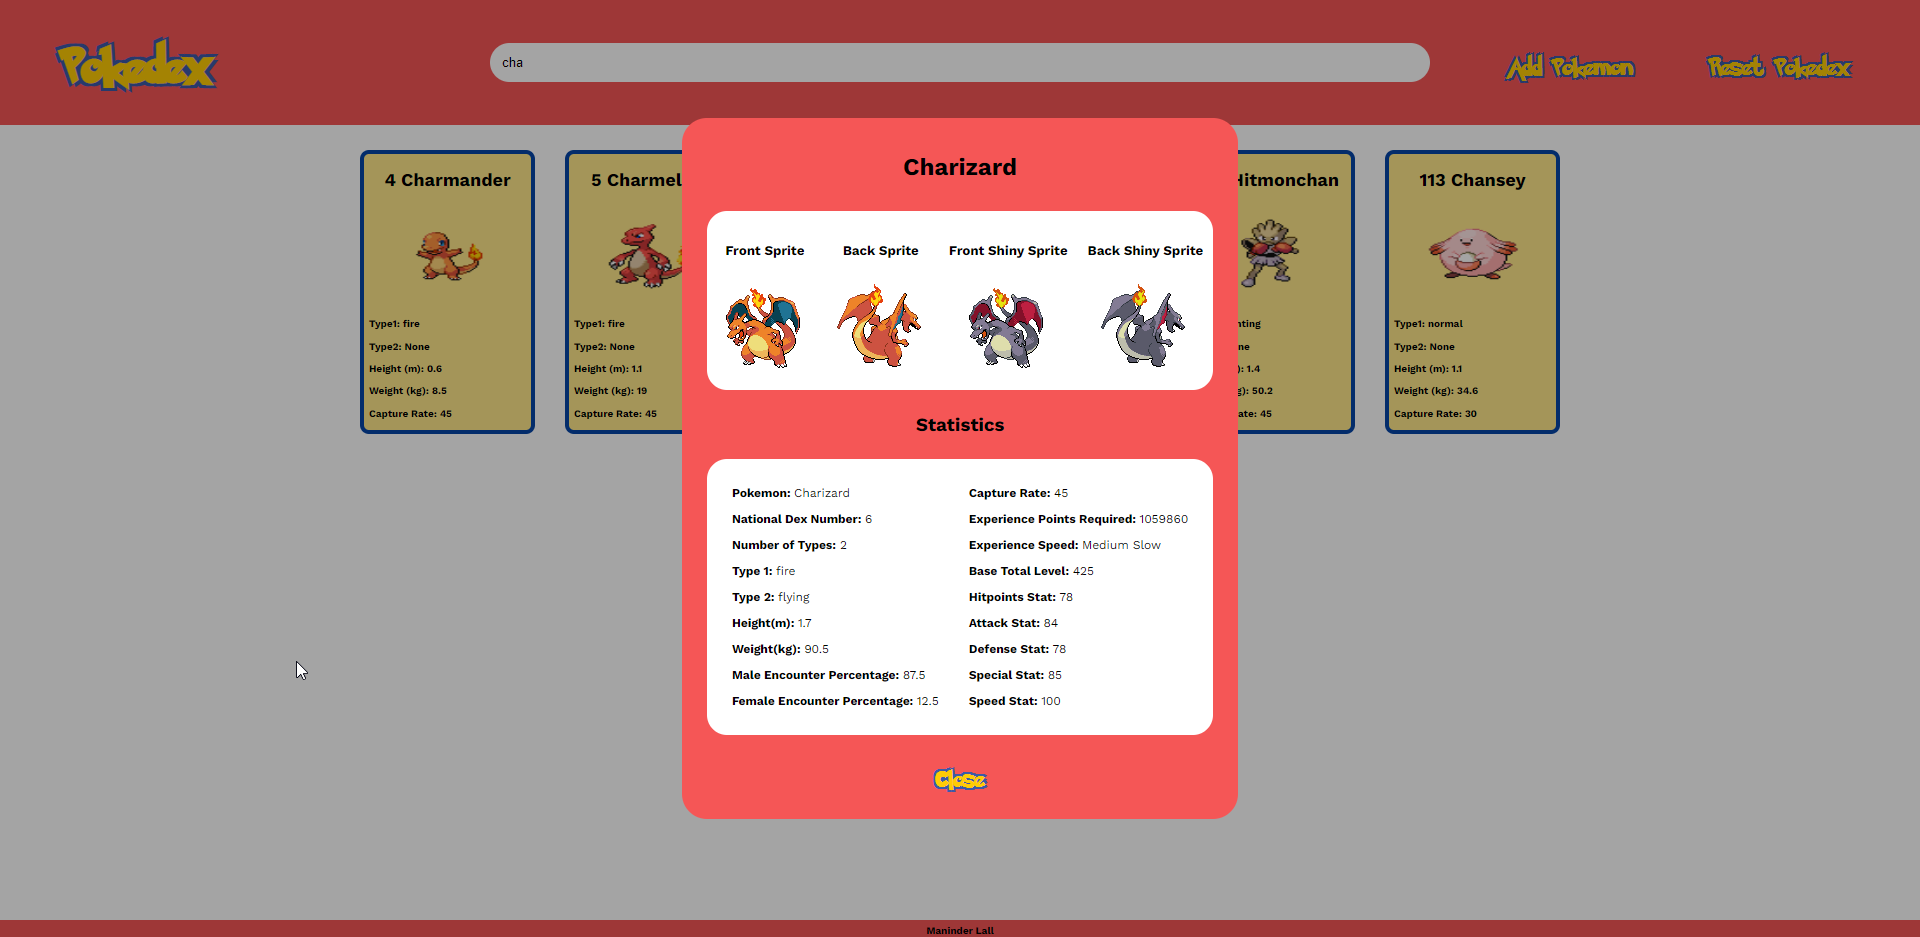 Pokedex
cha
Add Pokemon
Reset Pokedex
4 Charmander
Type1: fire
Type2: None
Height (m): 0.6
Weight (kg): 8.5
Capture Rate: 45
5 Charmel
Type1: fire
Type2: None
Height (m): 1.1
Weight (kg): 19
Capture Rate: 45
Charizard
Front Sprite Back Sprite Front Shiny Sprite Back Shiny Sprite
Statistics
Pokemon: Charizard
National Dex Number: 6
Number of Types: 2
Type 1: fire
Type 2: flying
Height(m): 1.7
Weight(kg): 90.5
Male Encounter Percentage: 87.5
Female Encounter Percentage: 12.5
Capture Rate: 45
Experience Points Required: 1059860
Experience Speed: Medium Slow
Base Total Level: 425
Hitpoints Stat: 78
Attack Stat: 84
Defense Stat: 78
Special Stat: 85
Speed Stat: 100
Close
Hitmonchan
nting
ne
): 1.4
g): 50.2
ate: 45
113 Chansey
Type1: normal
Type2: None
Height (m): 1.1
Weight (kg): 34.6
Capture Rate: 30
Maninder Lall